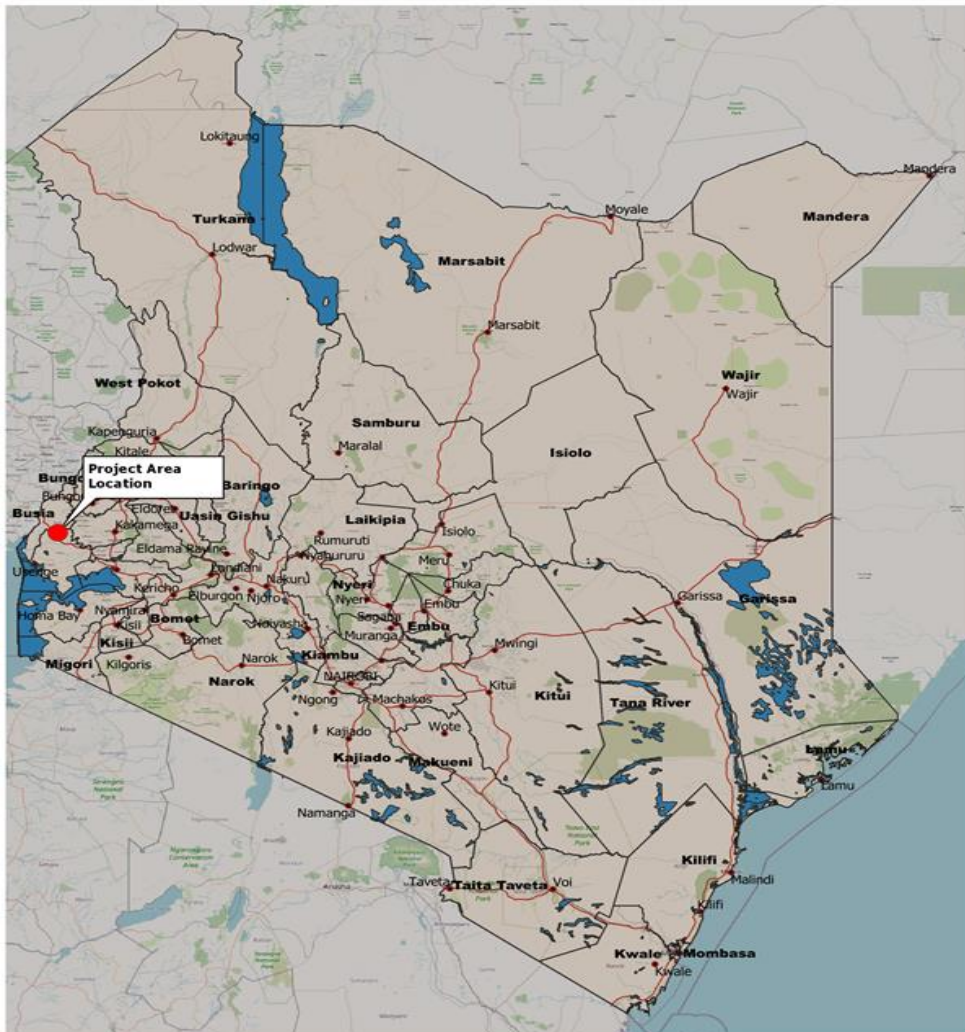 Lokitaung
Mandera
Turkana
Moyale
Mandera
Lodwar
Marsabit
Marsabit
West Pokot
Wajir
Wajir
Samburu
Kapenguria
Maralal
Kitale
Isiolo
Project Area
Location
Baringo
Busia
Uasin Gishu
Laikipia
Kakamega
Isiolo
Rumuruti
Eldama Ravine
Nyahururu
Meru
Londiani
Usenge
Nakuru
Chuka
Kericho
Elburgon
Njoro
Nyeri
Nyeri
Embu
Garissa
Garissa
Homa Bay
Nyamira
Bomet
Sagana
Embu
Kisii
Naivasha
Muranga
Kisii
Bomet
Mwingi
Migori
Kilgoris
Narok
Kiambu
Narok
NAIROBI
Kitui
Kitui
Tana River
Ngong
Machakos
Kajiado
Wote
Kajiado
Makueni
Lamu
Lamu
Namanga
Kilifi
Taveta
Taita Taveta
Voi
Malindi
Kilifi
Kwale
Mombasa
Kwale
Arusha